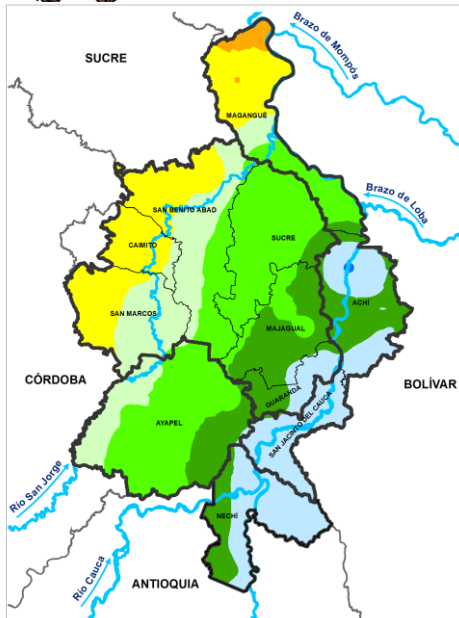 SUCRE
Brazo de Mompós
MAGANGUÉ
Brazo de Loba
SAN BENITO ABAD
SUCRE
CAIMITO
ACHÍ
SAN MARCOS
MAJAGUAL
CÓRDOBA
BOLÍVAR
GUARANDA
AYAPEL
SAN JACINTO DEL CAUCA
Río San Jorge
NECHÍ
Río Cauca
ANTIOQUIA